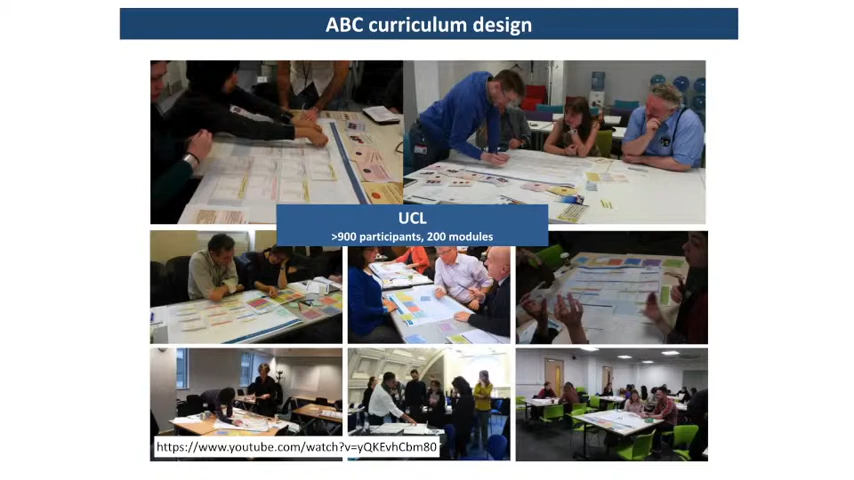 ABC curriculum design
UCL
>900 participants, 200 modules
https://www.youtube.com/watch?v=yQKEvhCbm80